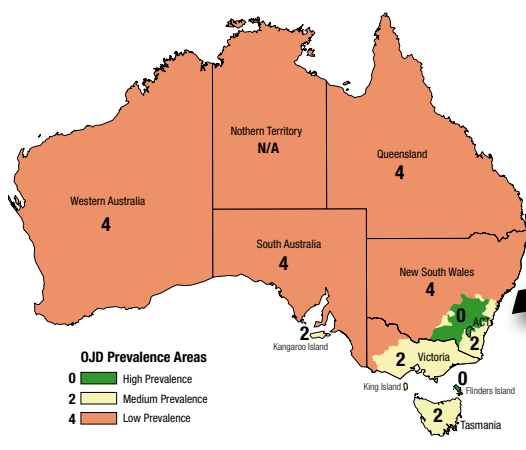 Nothern Territory
N/A
Queensland
4
Western Australia
4
South Australia
4
New South Wales
4
0
ACT
2
2
Kangaroo Island
2 Victoria
King Island
0
Flinders Island
2
Tasmania
OJD Prevalence Areas
0 High Prevalence
2 Medium Prevalence
4 Low Prevalence